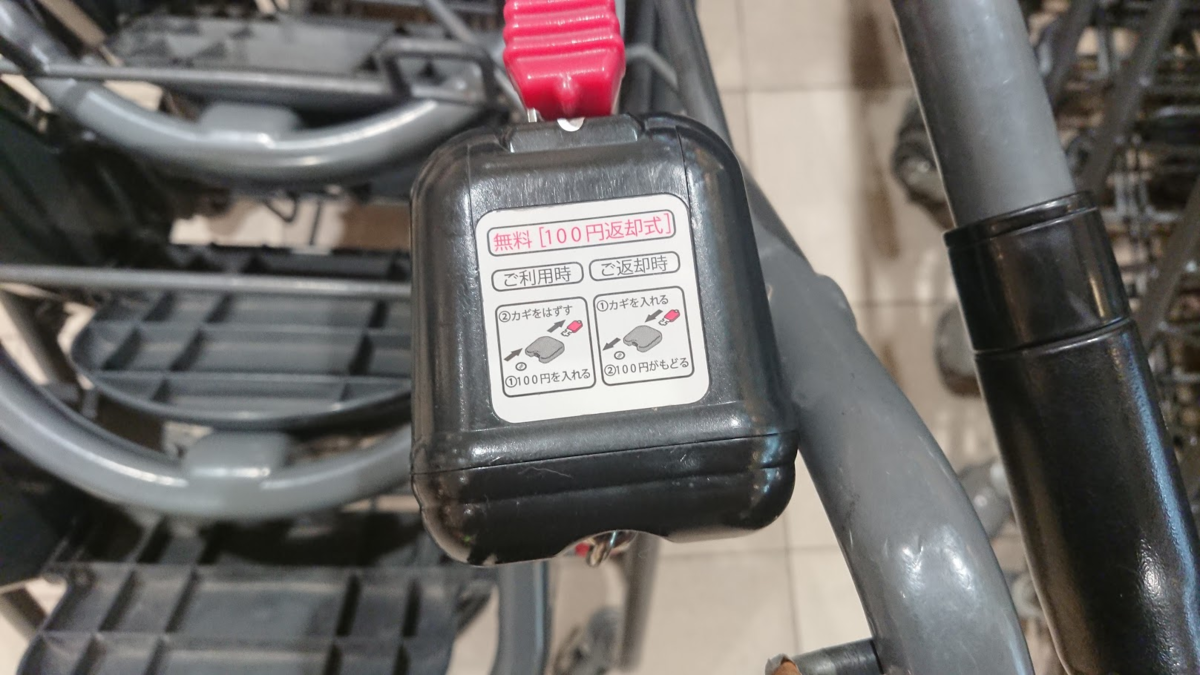 無料[100円返却式]
ご利用時
②カギをはずす
①100円を入れる
ご返却時
①カギを入れる
②100円がもどる